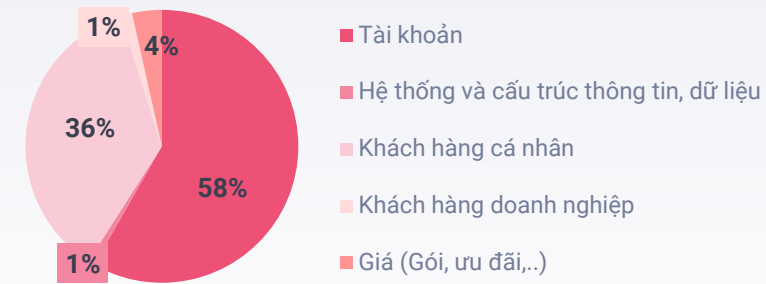 1%
4%
36%
58%
1%
Tài khoản
Hệ thống và cấu trúc thông tin, dữ liệu
Khách hàng cá nhân
Khách hàng doanh nghiệp
Giá (Gói, ưu đãi,..)